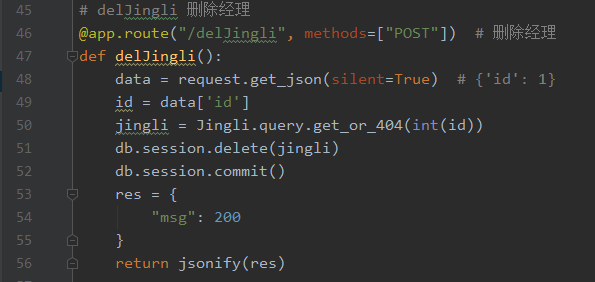 45 # delJingli 删除经理
46 @app.route("/delJingli", methods=["POST"])  # 删除经理
47 def delJingli():
48     data = request.get_json(silent=True)  # {'id': 1}
49     id = data['id']
50     jingli = Jingli.query.get_or_404(int(id))
51     db.session.delete(jingli)
52     db.session.commit()
53     res = {
54         "msg": 200
55     }
56     return jsonify(res)